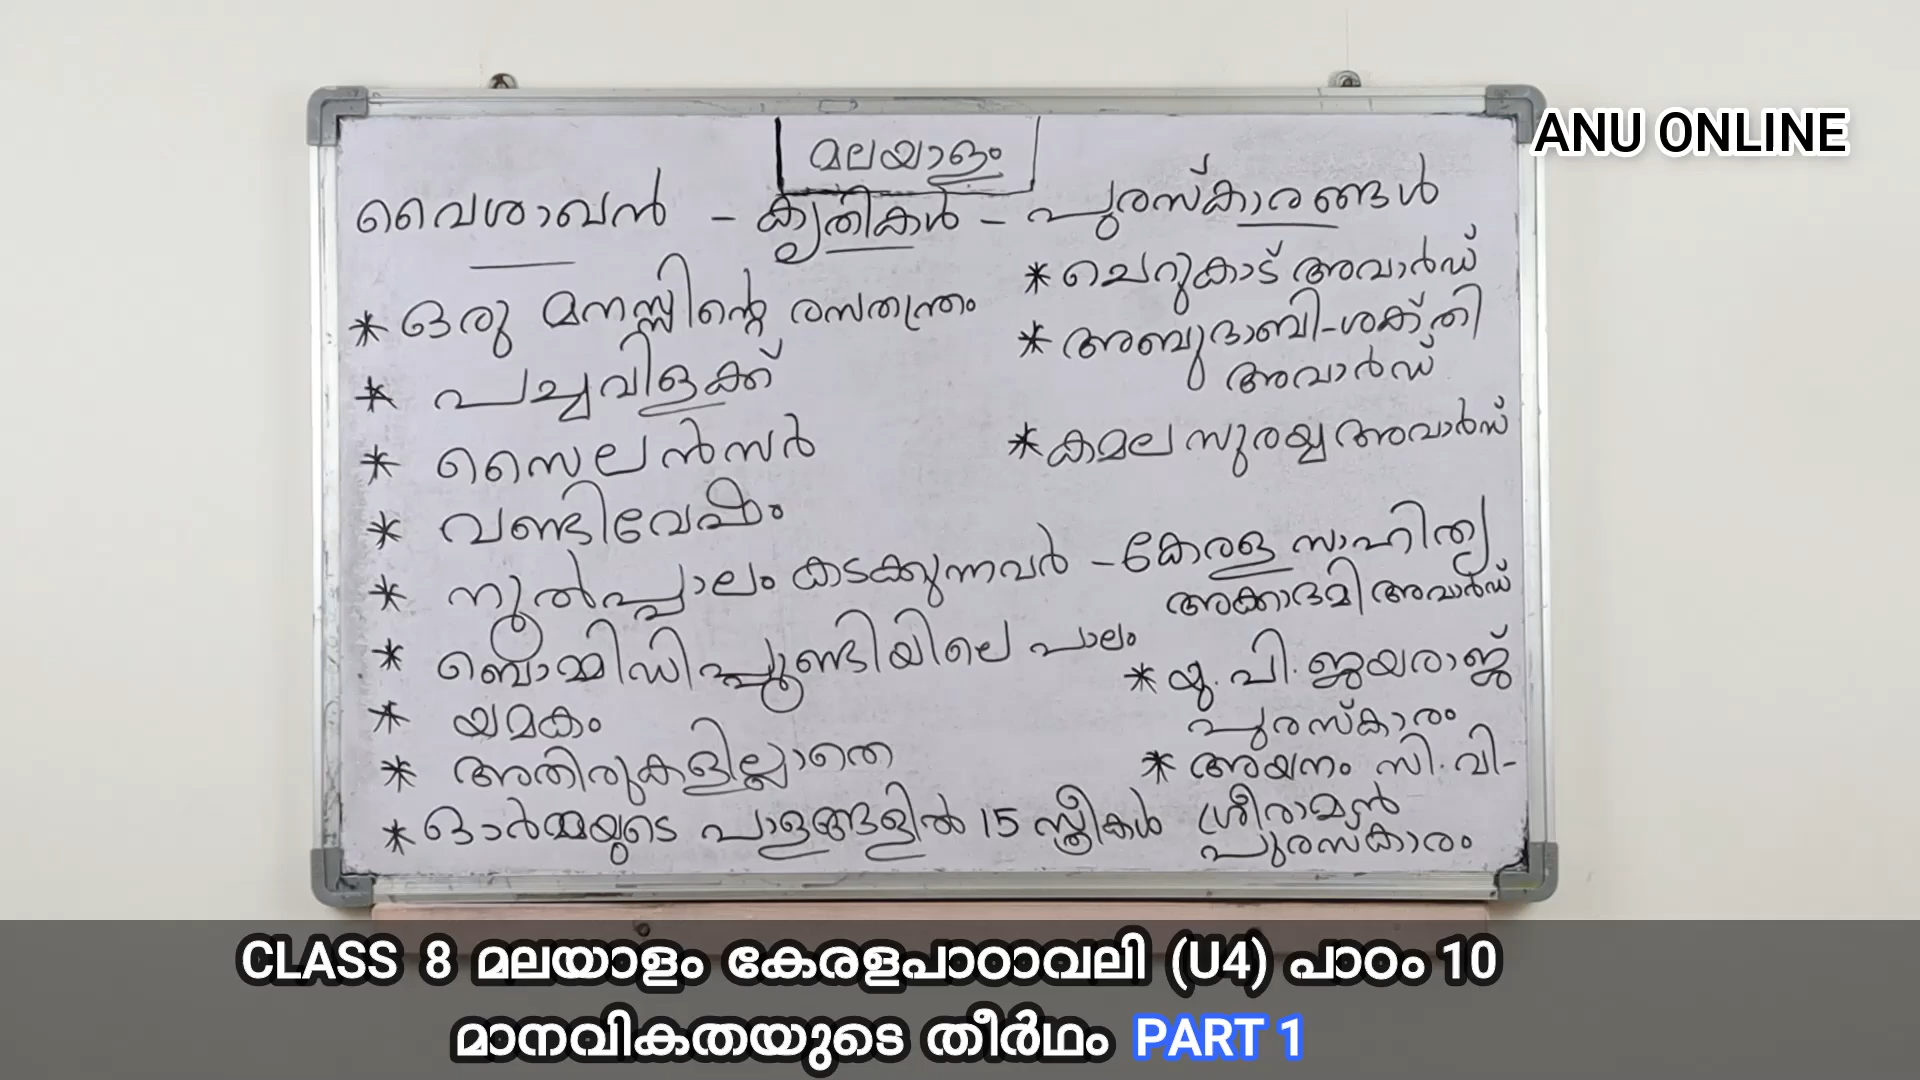 മലയാളം
വൈശാഖൻ - കൃതികൾ - പുരസ്കാരങ്ങൾ
* ഒരു മനസ്സിന്റെ രസതന്ത്രം
* പച്ചവിളക്ക്
* സൈലൻസർ
* വണ്ടിവേഷം
* നൂൽപ്പാലം കടക്കുന്നവർ - കേരള സാഹിത്യ
അക്കാദമി അവാർഡ്
* ബൊമ്മിഡിപ്പൂണ്ടിയിലെ പാലം
* യമകം
* അതിരുകളില്ലാതെ
* ഓർമ്മയുടെ പാളങ്ങളിൽ 15 സ്ത്രീകൾ
* ചെറുകാട് അവാർഡ്
* അബുദാബി-ശക്തി
അവാർഡ്
* കമല സുരയ്യ അവാർഡ്
* യു. പി. ജയരാജ്
പുരസ്കാരം
* അയനം സി. വി-
ശ്രീരാമൻ
പുരസ്കാരം
ANU ONLINE
CLASS 8 മലയാളം കേരളപാഠാവലി (U4) പാഠം 10
മാനവികതയുടെ തീർഥം PART 1